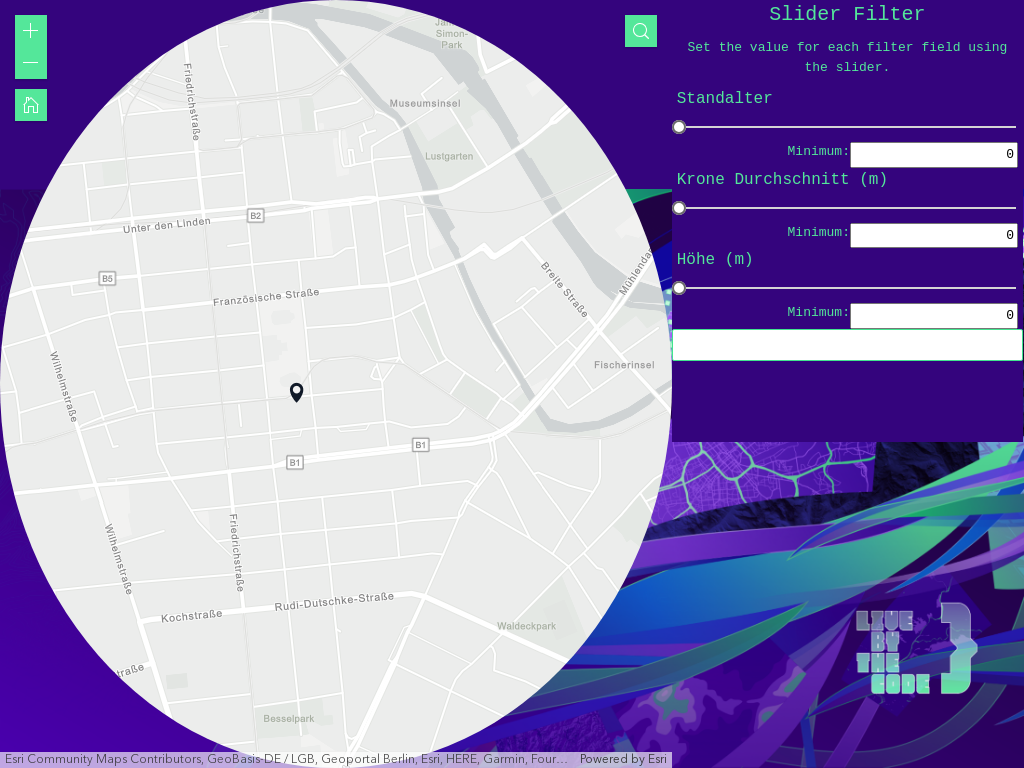 Slider Filter
Set the value for each filter field using
the slider.
Standalter
Minimum:
0
Krone Durchschnitt (m)
Minimum:
0
Höhe (m)
Minimum:
0
Simon-
Park
Museumsinsel
Lustgarten
Friedrichstraße
Unter den Linden
B2
B5
Französische Straße
Breite Straße
Fischerinsel
Wilhelmstraße
B1
B1
Wilhelmstraße
Friedrichstraße
Kochstraße
Rudi-Dutschke-Straße
Waldeckpark
Besselpark
LIVE
BY
THE
CODE
Esri Community Maps Contributors, GeoBasis-DE / LGB, Geoportal Berlin, Esri, HERE, Garmin, Four...
Powered by Esri